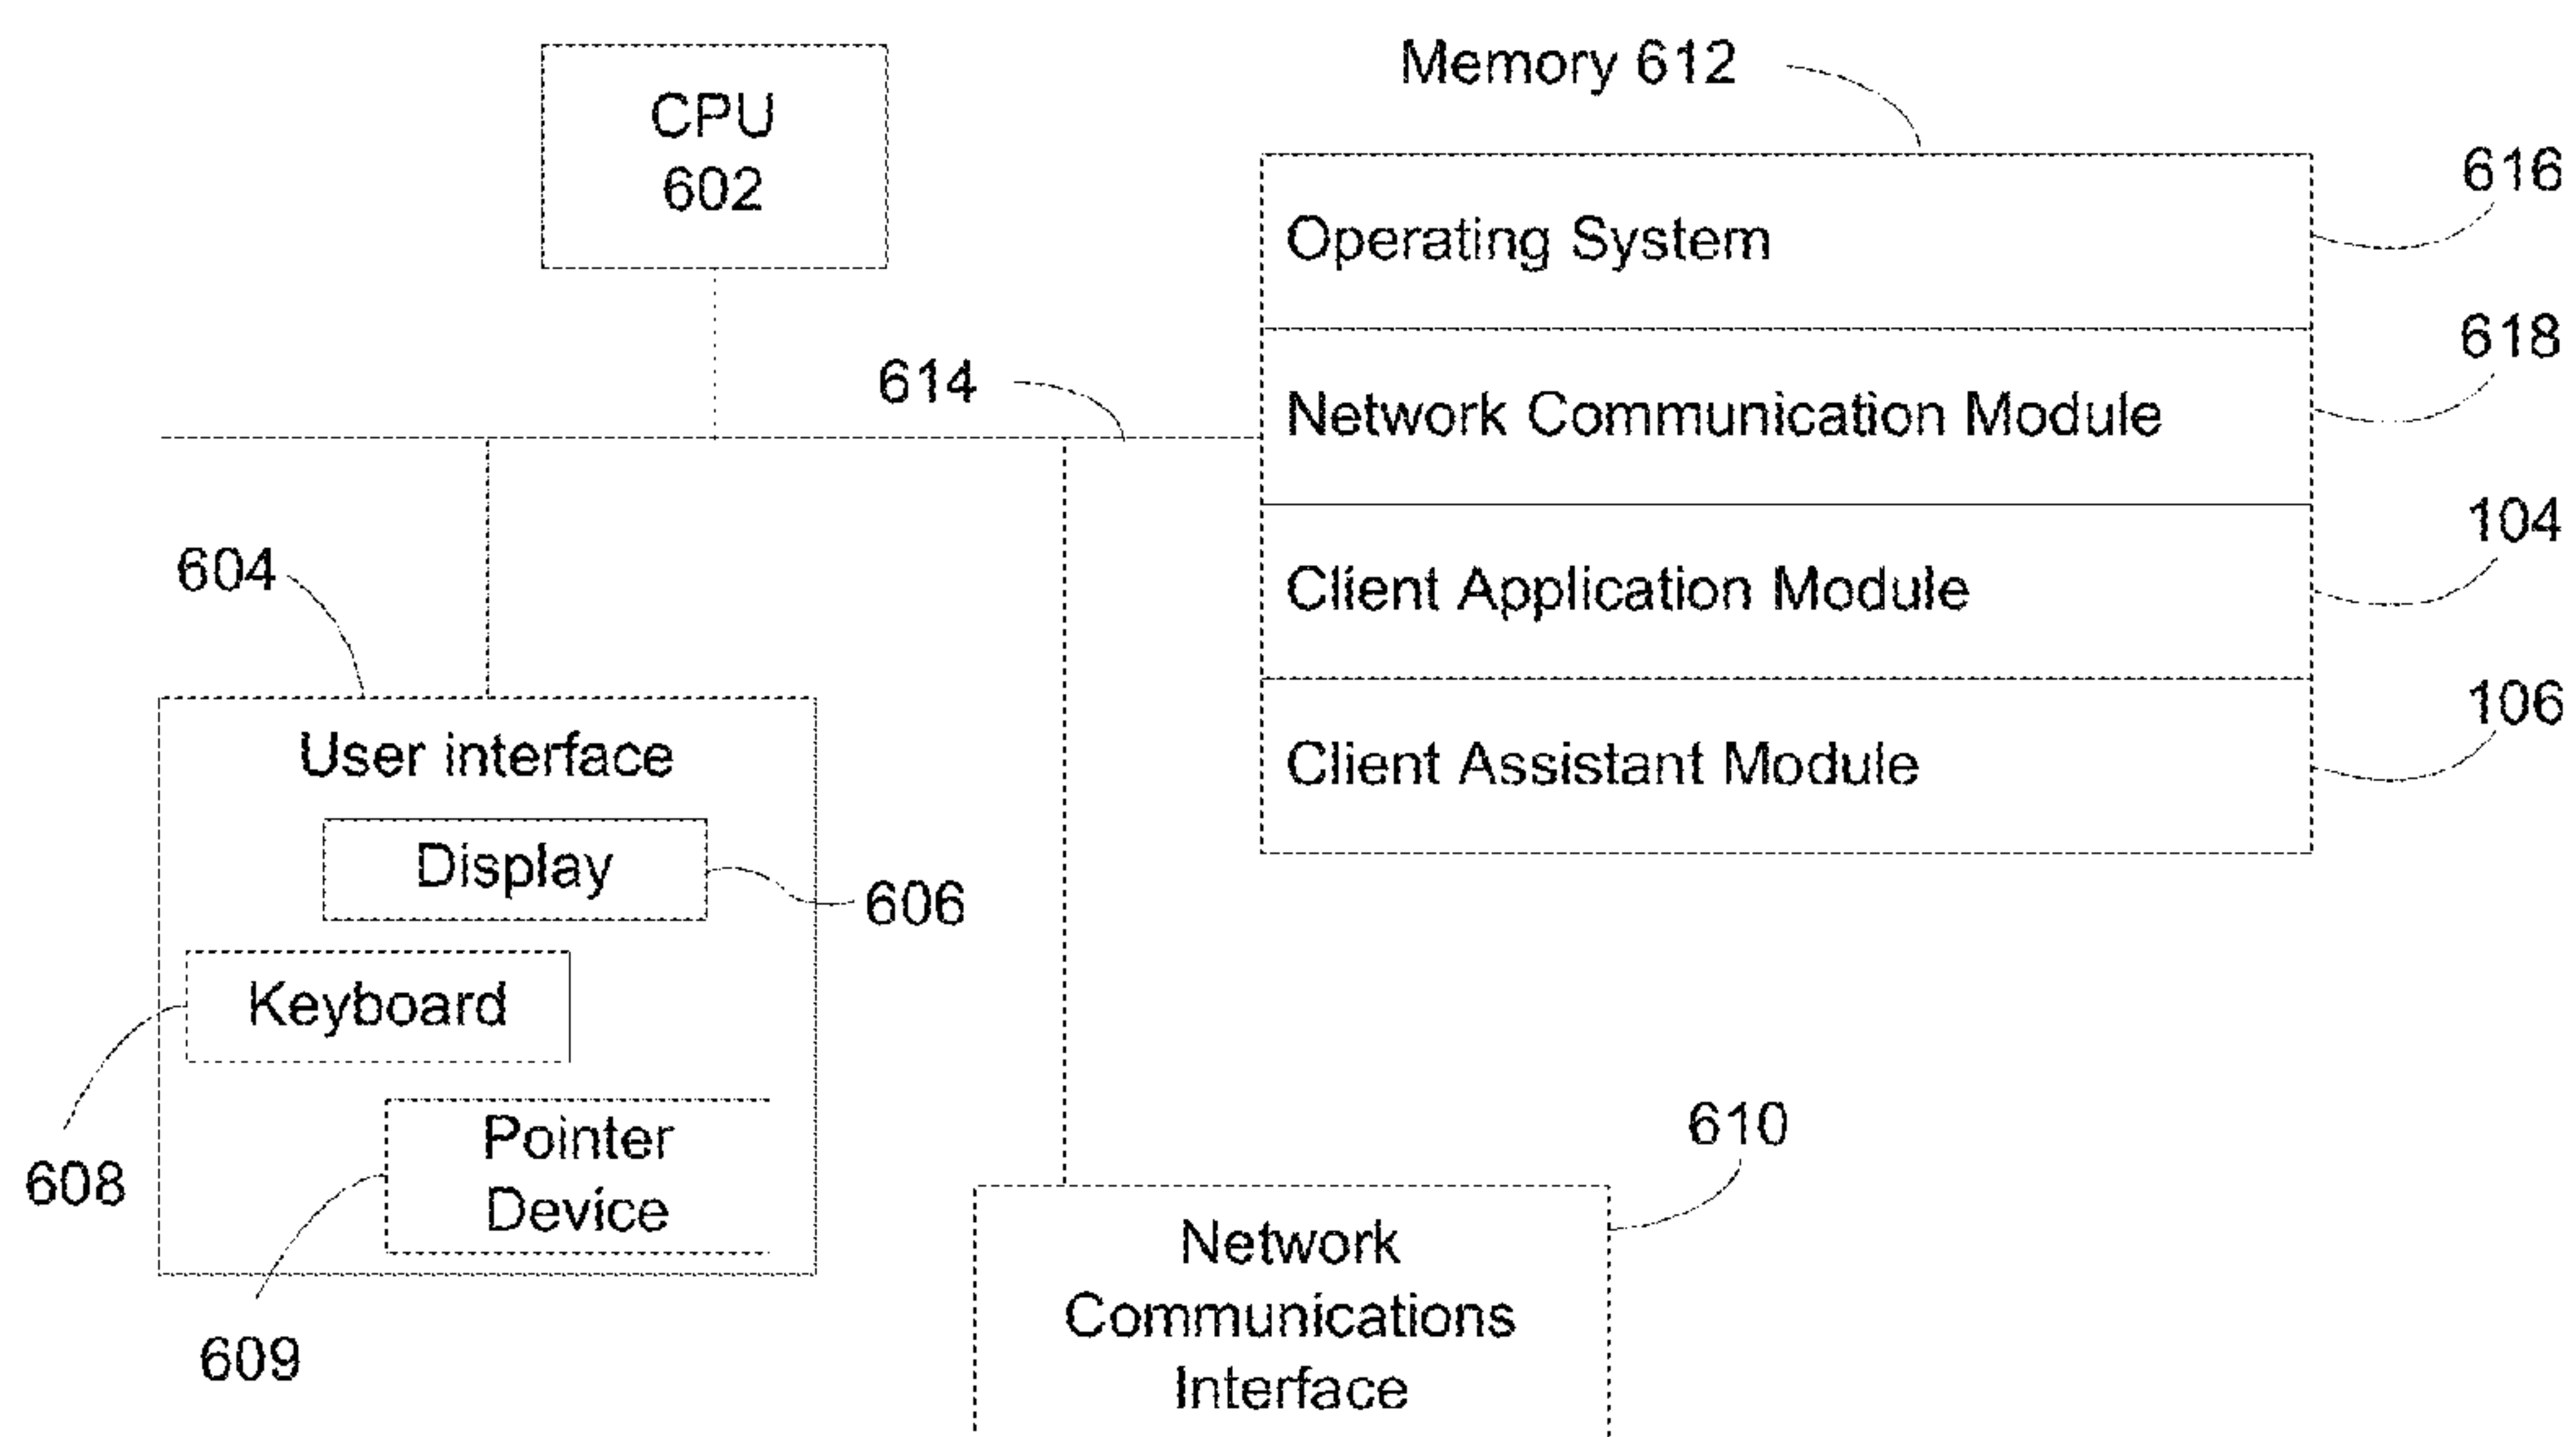 CPU
602
Memory 612
616
Operating System
618
614
Network Communication Module
104
604
Client Application Module
106
User interface
Client Assistant Module
Display
606
Keyboard
608
Pointer
Device
609
610
Network
Communications
Interface